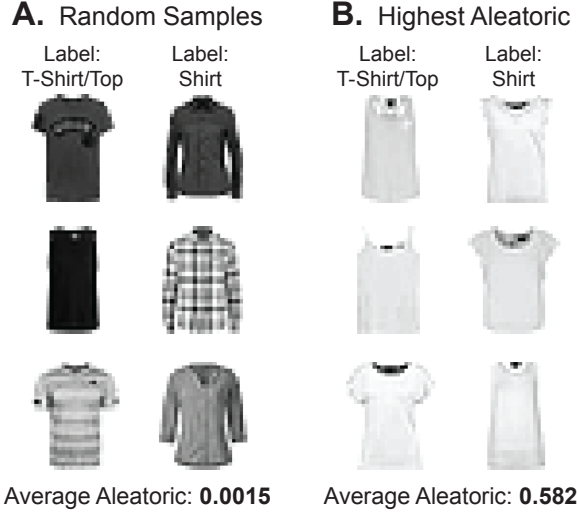 A. Random Samples
Label: T-Shirt/Top
Label: Shirt
Average Aleatoric: 0.0015
B. Highest Aleatoric
Label: T-Shirt/Top
Label: Shirt
Average Aleatoric: 0.582